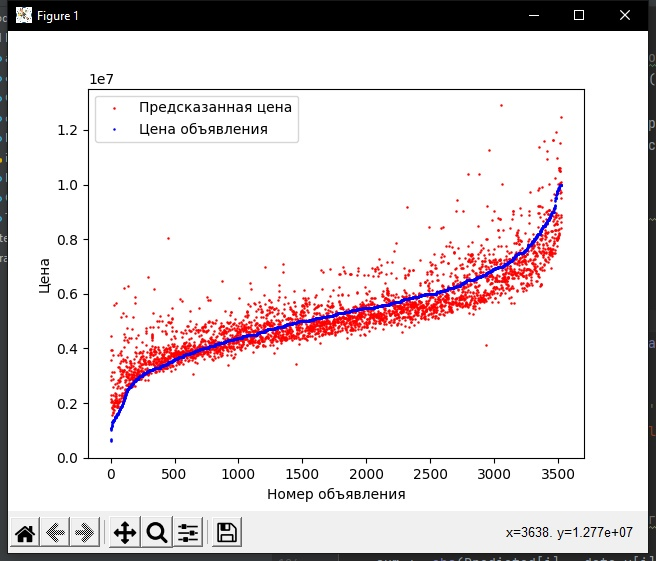 Figure 1
1e7
Предсказанная цена
Цена объявления
1.2
1.0
0.8
0.6
0.4
0.2
0.0
Цена
0 500 1000 1500 2000 2500 3000 3500
Номер объявления
x=3638. y=1.277e+07